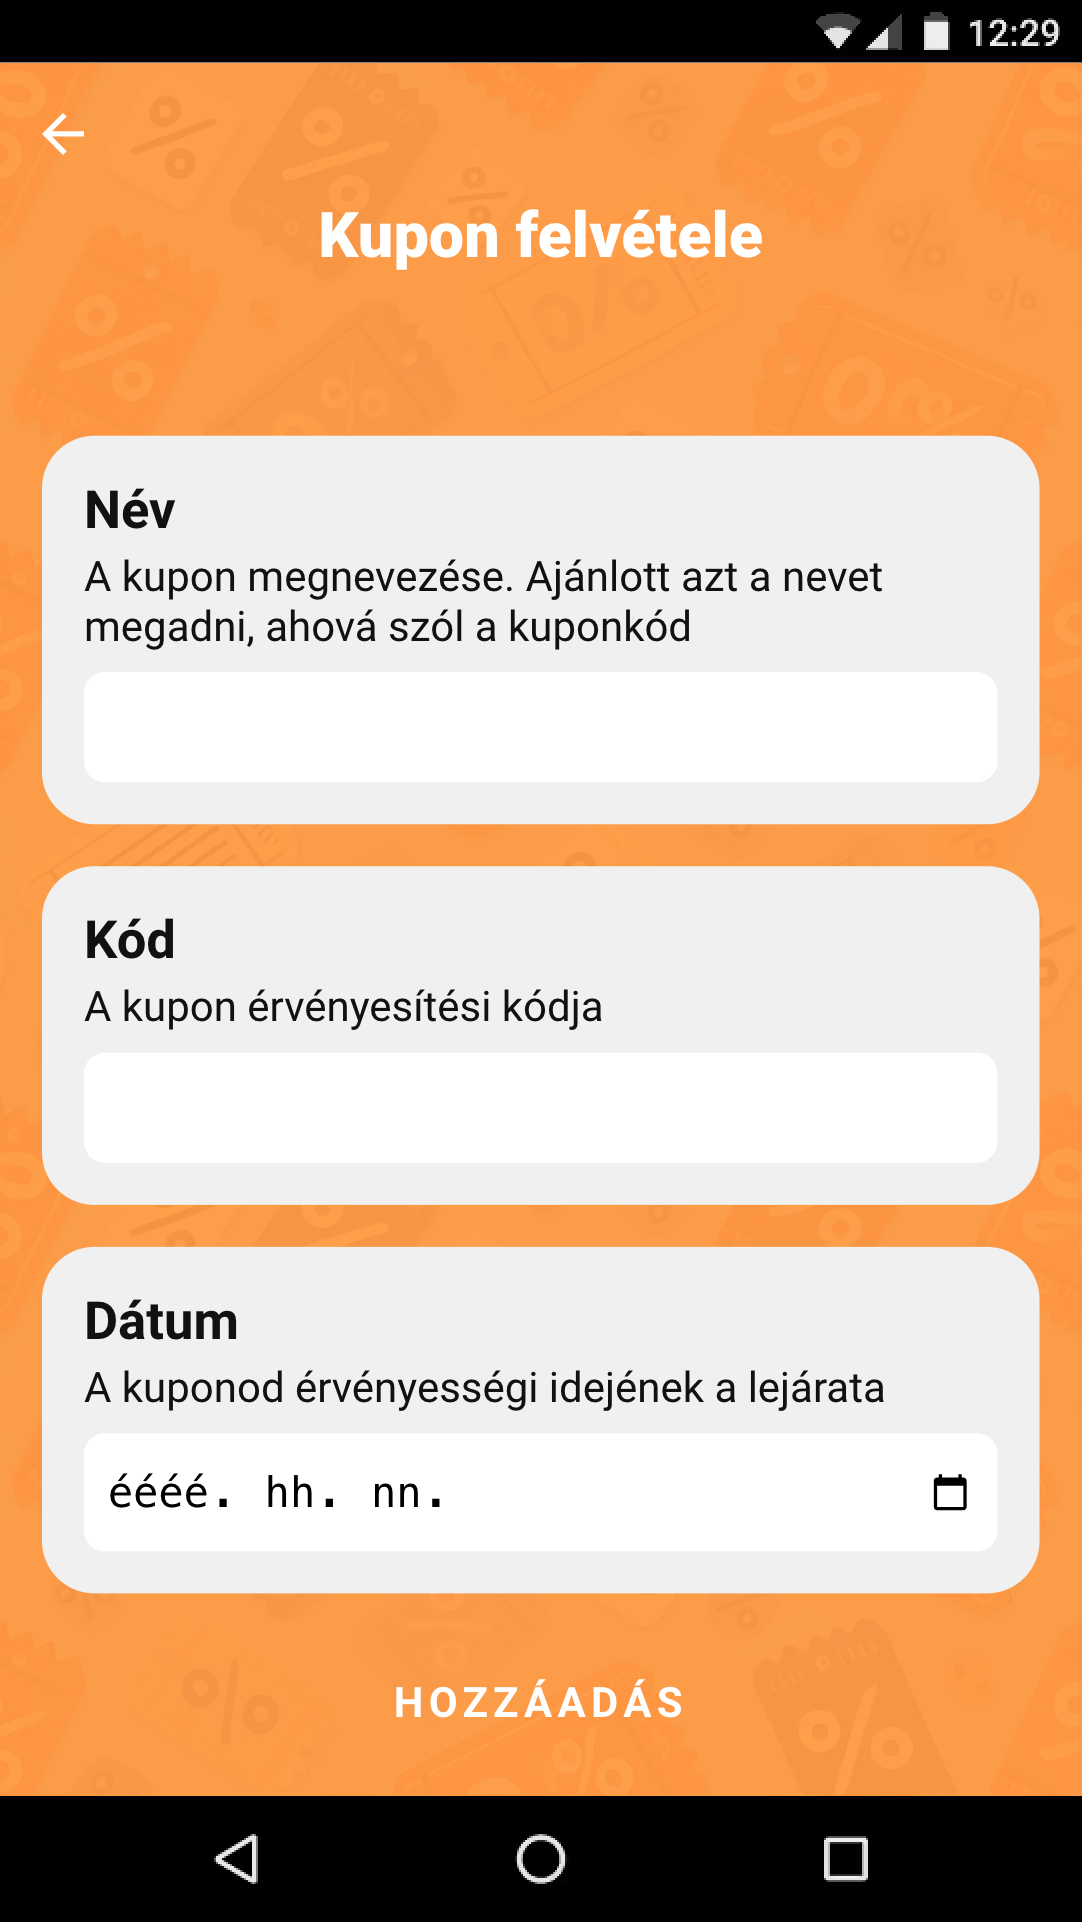 12:29
Kupon felvétele
Név
A kupon megnevezése. Ajánlott azt a nevet
megadni, ahová szól a kuponkód
Kód
A kupon érvényesítési kódja
Dátum
A kuponod érvényességi idejének a lejárata
éééé. hh. nn.
HOZZÁADÁS